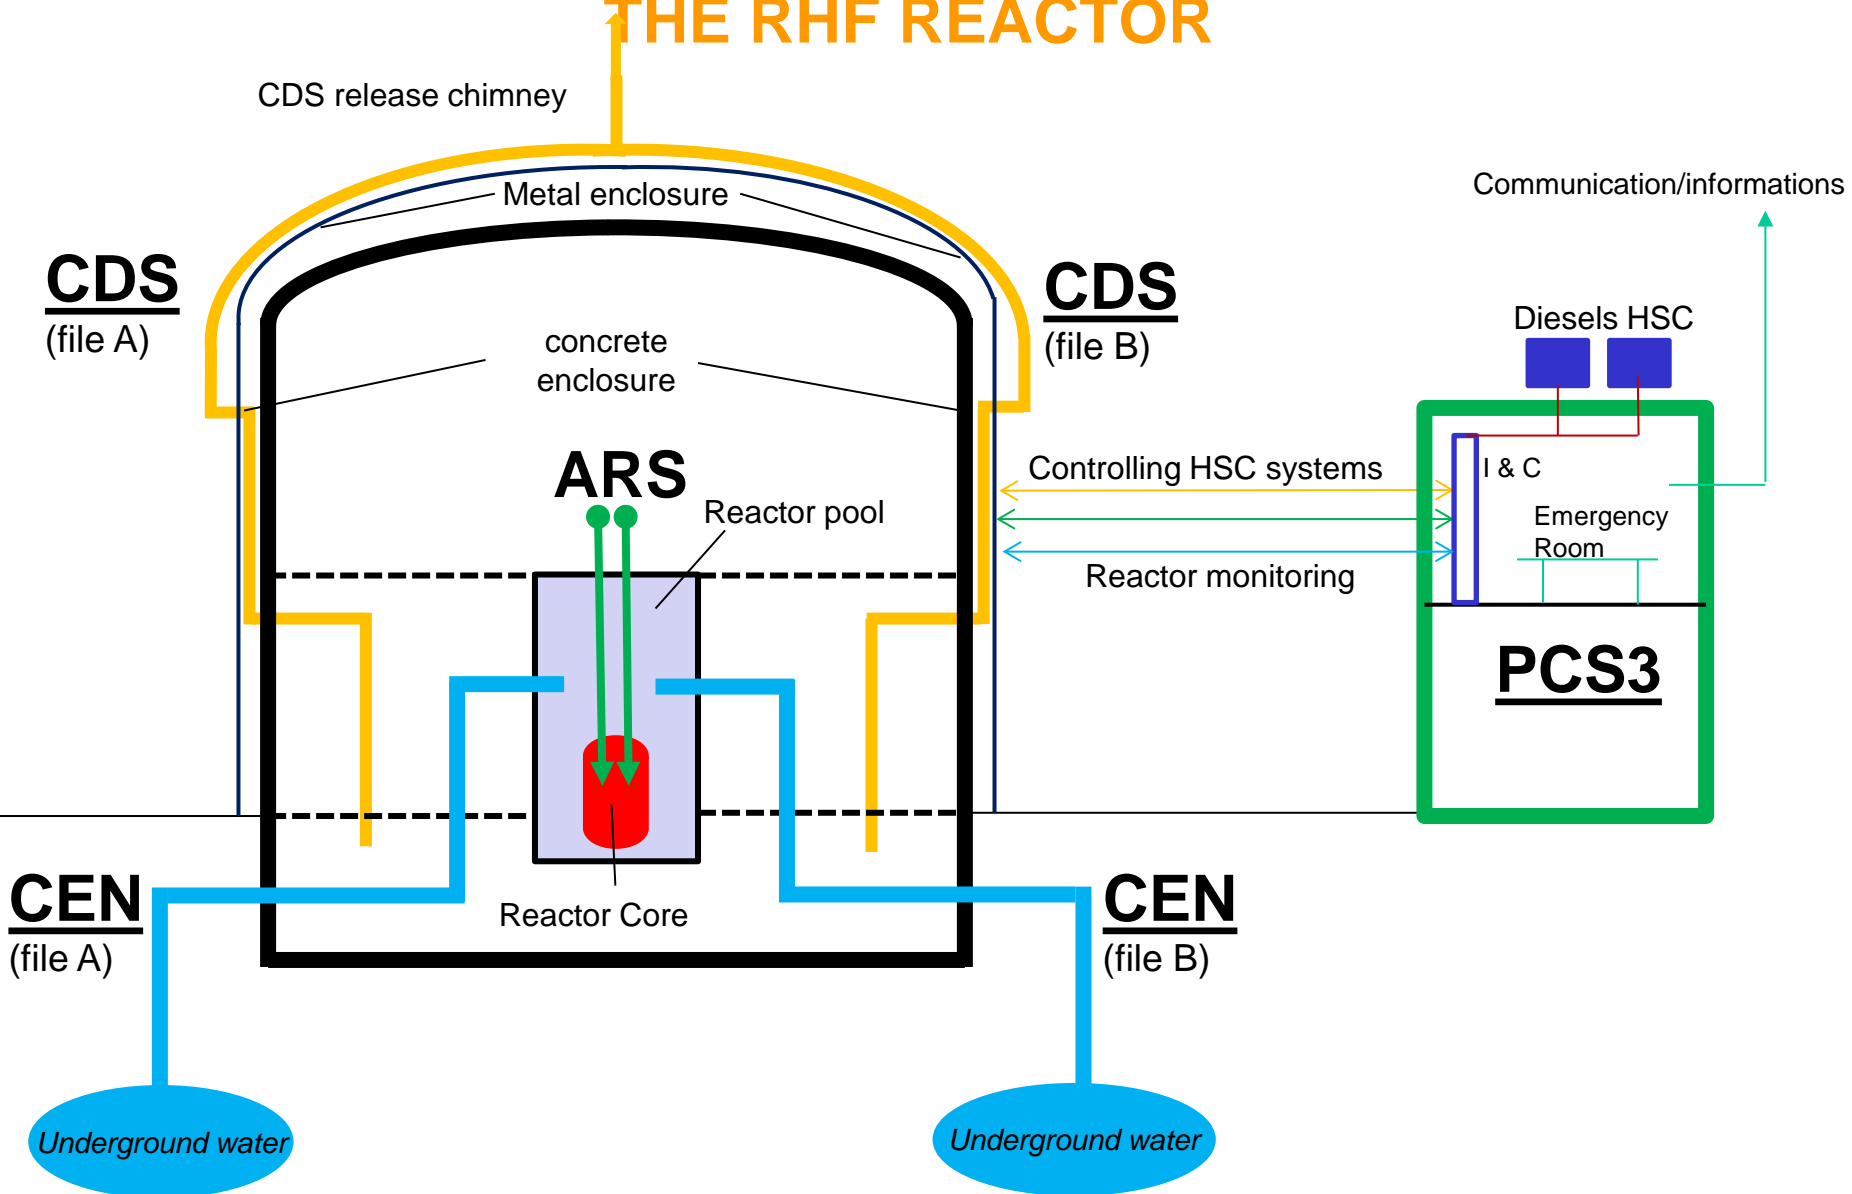 THE RHF REACTOR
CDS release chimney
Metal enclosure
Communication/informations
CDS
(file A)
CDS
(file B)
Diesels HSC
concrete
enclosure
ARS
Reactor pool
Controlling HSC systems
I & C
Emergency
Room
Reactor monitoring
PCS3
CEN
(file A)
Reactor Core
CEN
(file B)
Underground water
Underground water